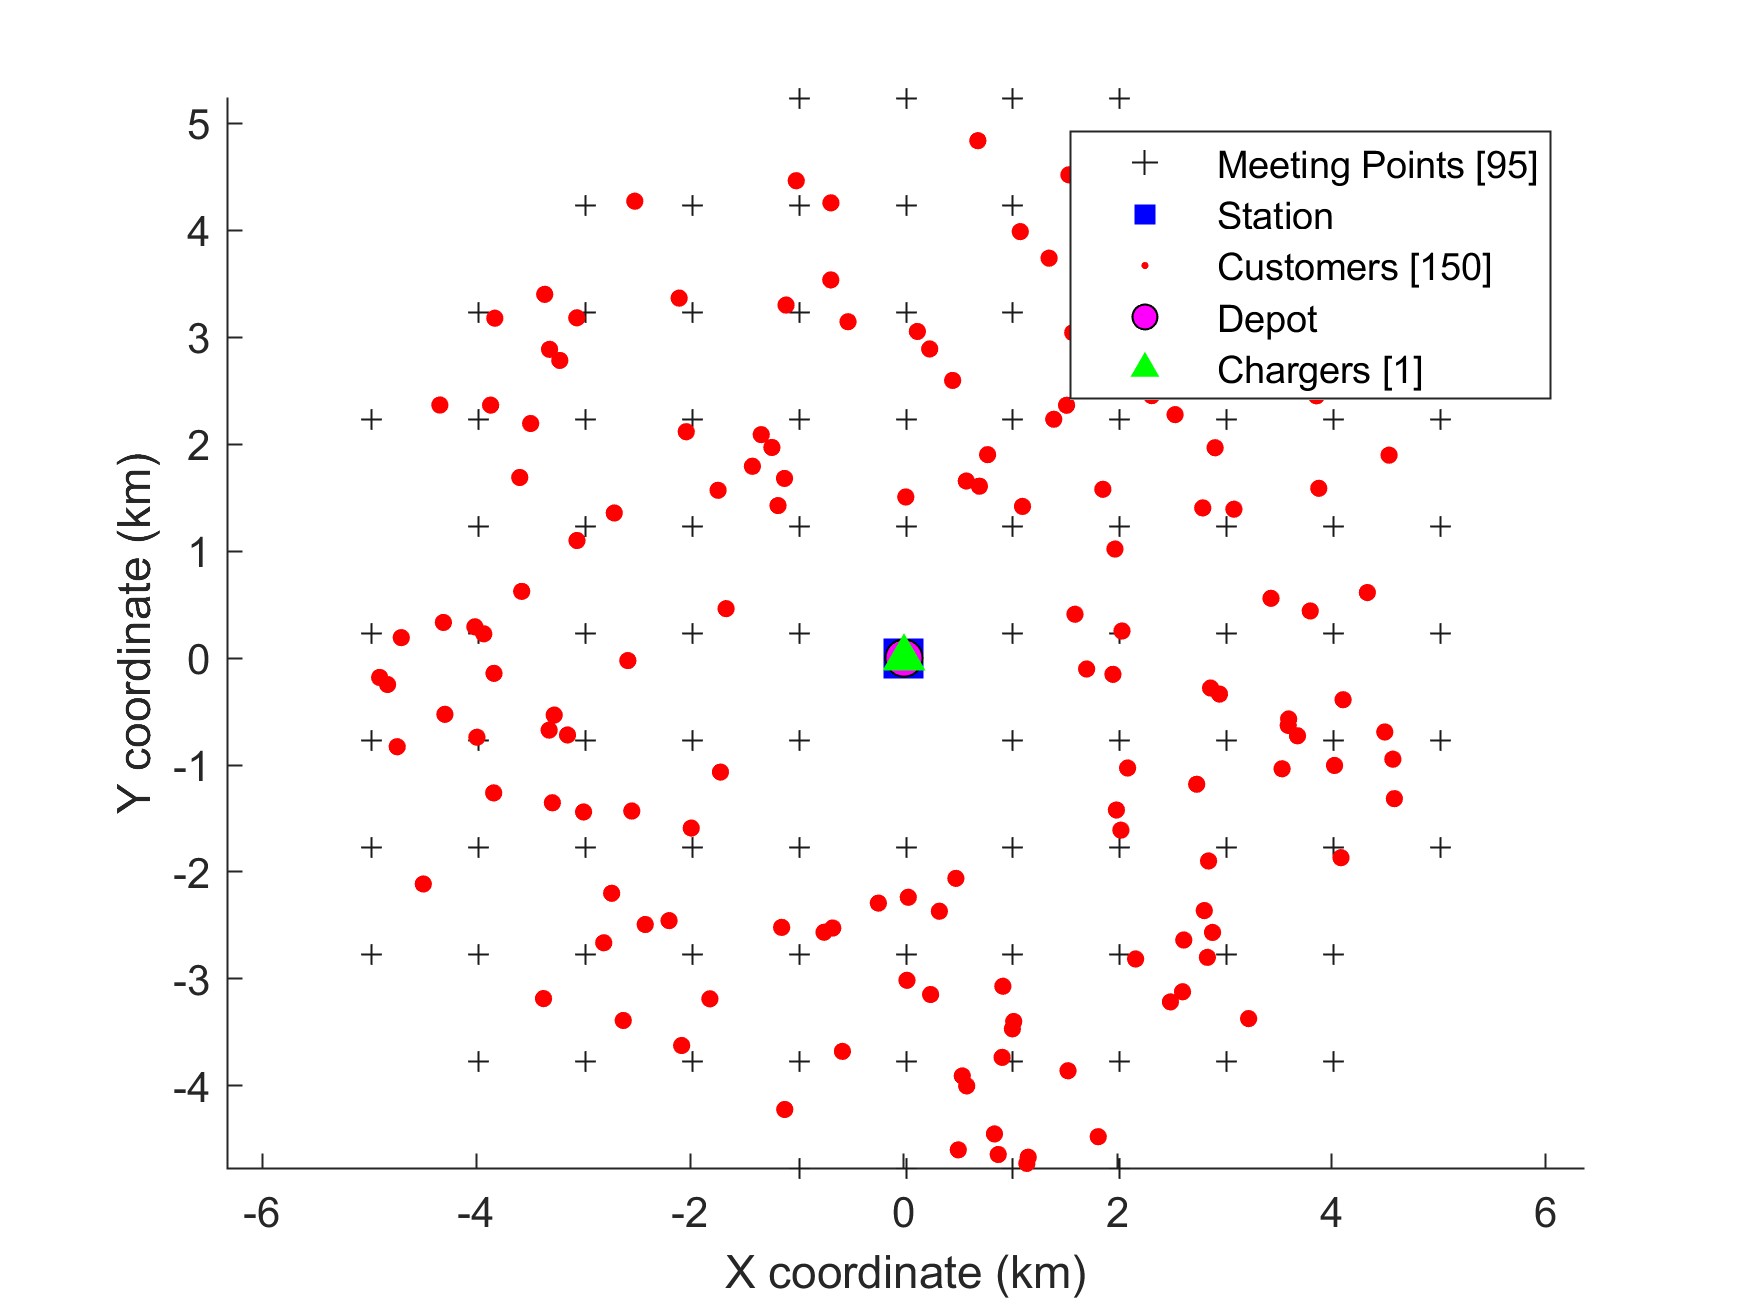 5
4
3
2
1
0
-1
-2
-3
-4
Y coordinate (km)
Meeting Points [95]
Station
Customers [150]
Depot
Chargers [1]
-6 -4 -2 0 2 4 6
X coordinate (km)